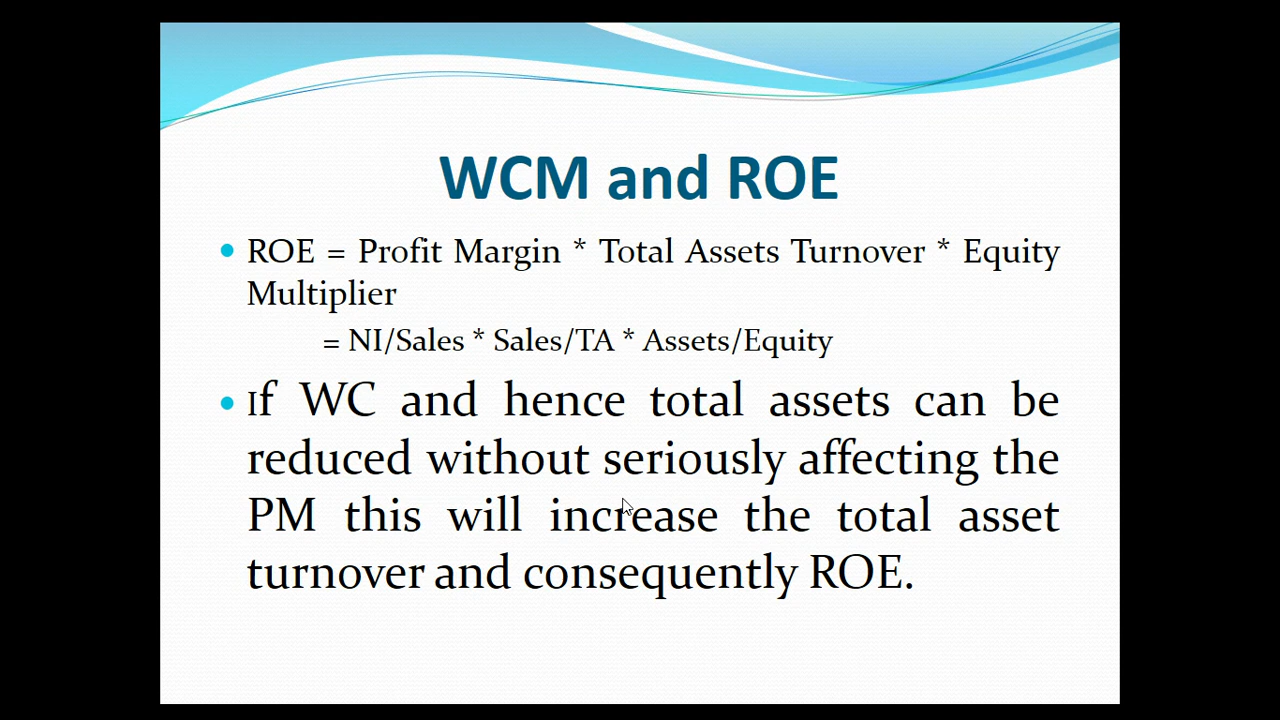 WCM and ROE
• ROE = Profit Margin * Total Assets Turnover * Equity
Multiplier
= NI/Sales * Sales/TA * Assets/Equity
• If WC and hence total assets can be
reduced without seriously affecting the
PM this will increase the total asset
turnover and consequently ROE.